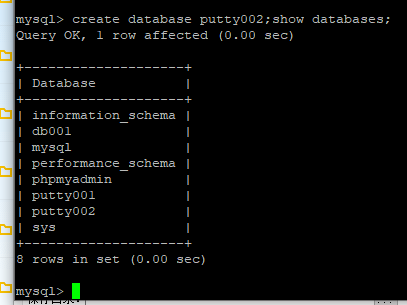 mysql> create database putty002;show databases;
Query OK, 1 row affected (0.00 sec)
+--------------------+
| Database           |
+--------------------+
| information_schema |
| db001              |
| mysql              |
| performance_schema |
| phpmyadmin         |
| putty001           |
| putty002           |
| sys                |
+--------------------+
8 rows in set (0.00 sec)
mysql>